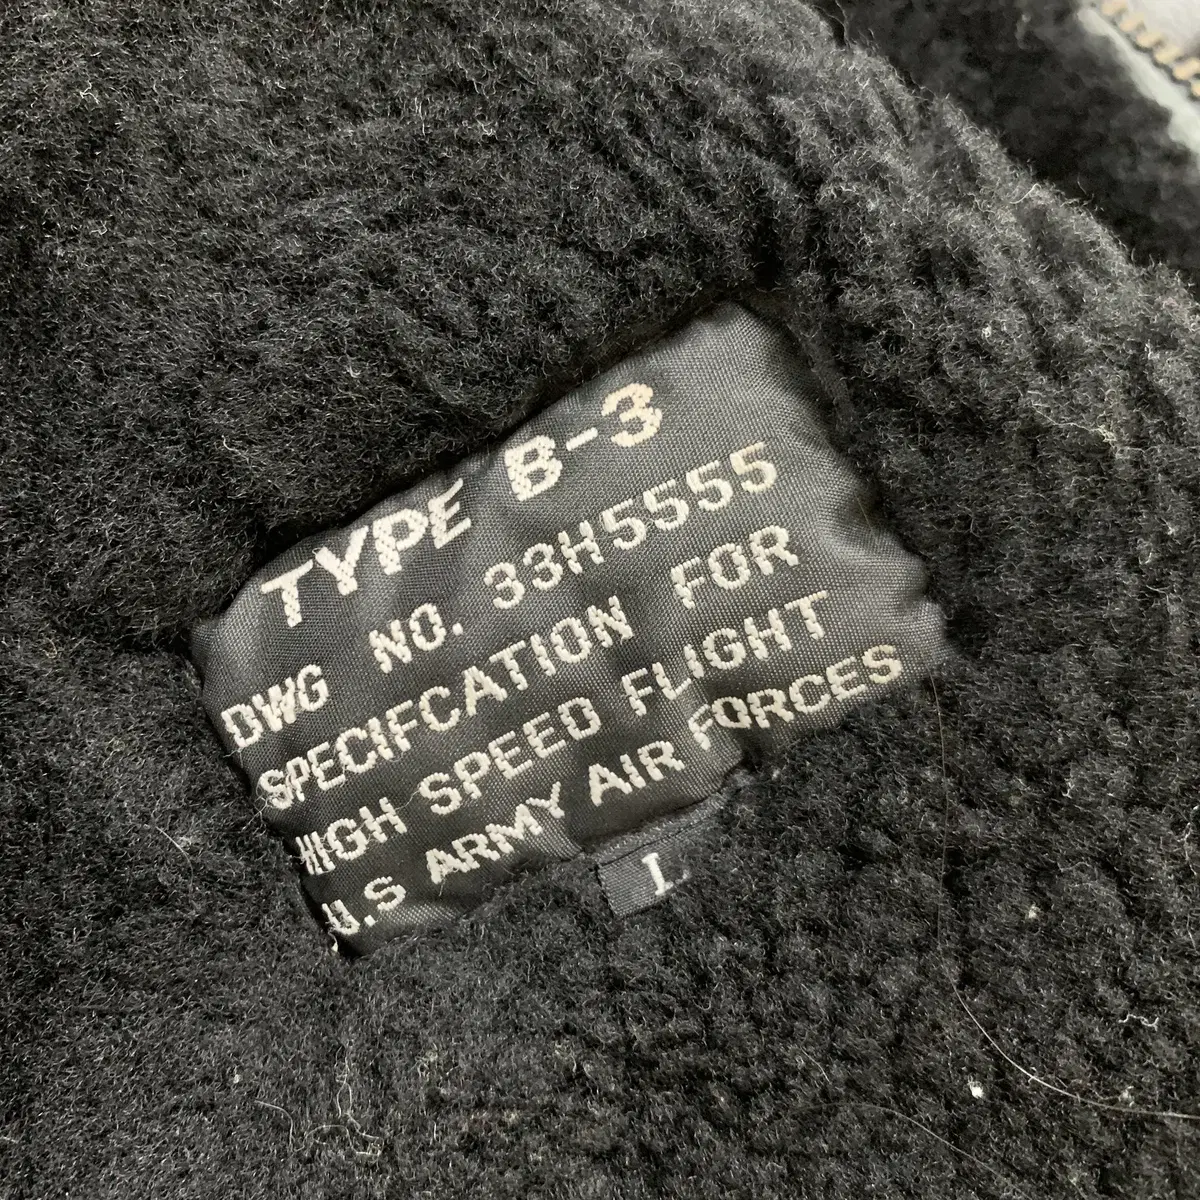 TYPE B-3
DWG NO. 33H5555
SPECIFCATION FOR
HIGH SPEED FLIGHT
U.S ARMY AIR FORCES
L